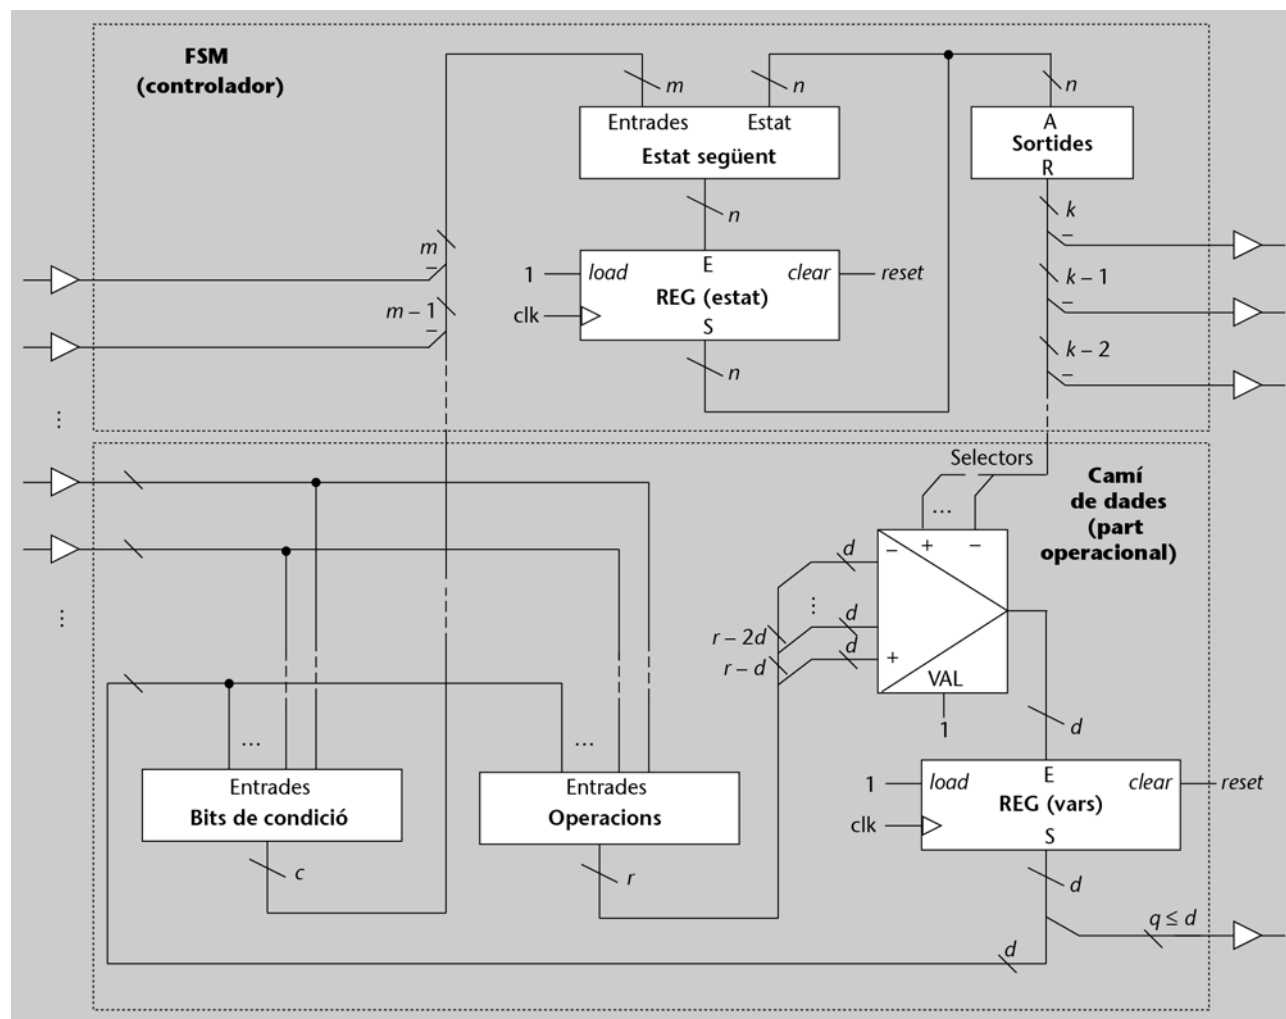 FSM
(controlador)
m
n
n
Entrades
Estat
Estat següent
A
Sortides
R
n
k
–
m
–
1
load
E
clear
reset
REG (estat)
clk
S
k – 1
–
m – 1
–
k – 2
–
n
⋮
Selectors
Camí
de dades
(part
operacional)
...
+
–
d
–
⋮
⋮
r – 2d
d
r – d
d
+
VAL
1
d
...
...
Entrades
Bits de condició
Entrades
Operacions
1
load
E
clear
reset
REG (vars)
clk
S
c
r
d
q ≤ d
d